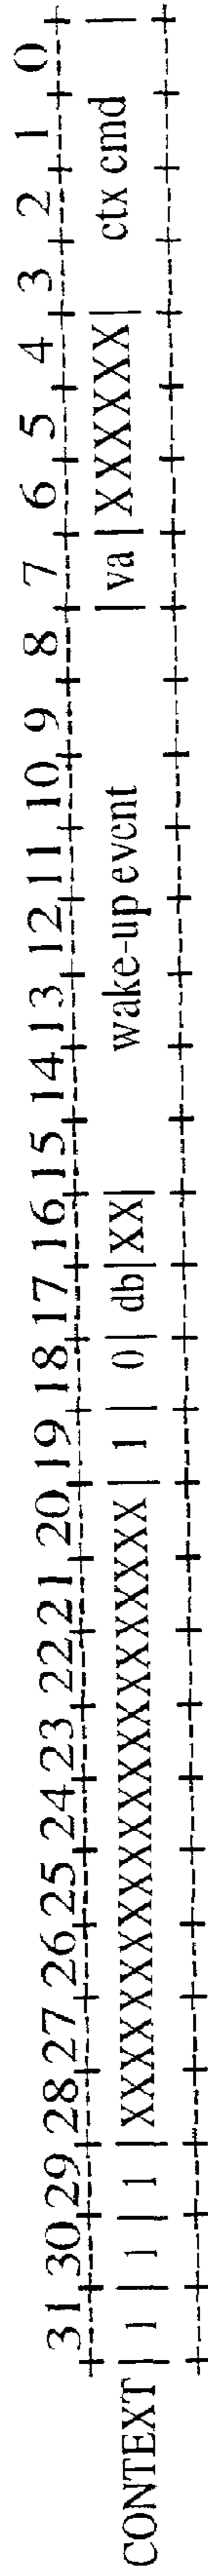 31 30 29 28 27 26 25 24 23 22 21 20 19 18 17 16 15 14 13 12 11 10 9 8 7 6 5 4 3 2 1 0
+--+--+--+--+--+--+--+--+--+--+--+--+--+--+--+--+--+--+--+--+--+--+--+--+--+--+--+--+--+--+--+--+
CONTEXT | 1 | 1 | 1 | XXXXXXXXXXXXXXXXXXXXXXXXX | 1 | 0 | db | XX | wake-up event | va | XXXXXX | ctx cmd |
+--+--+--+--+--+--+--+--+--+--+--+--+--+--+--+--+--+--+--+--+--+--+--+--+--+--+--+--+--+--+--+--+